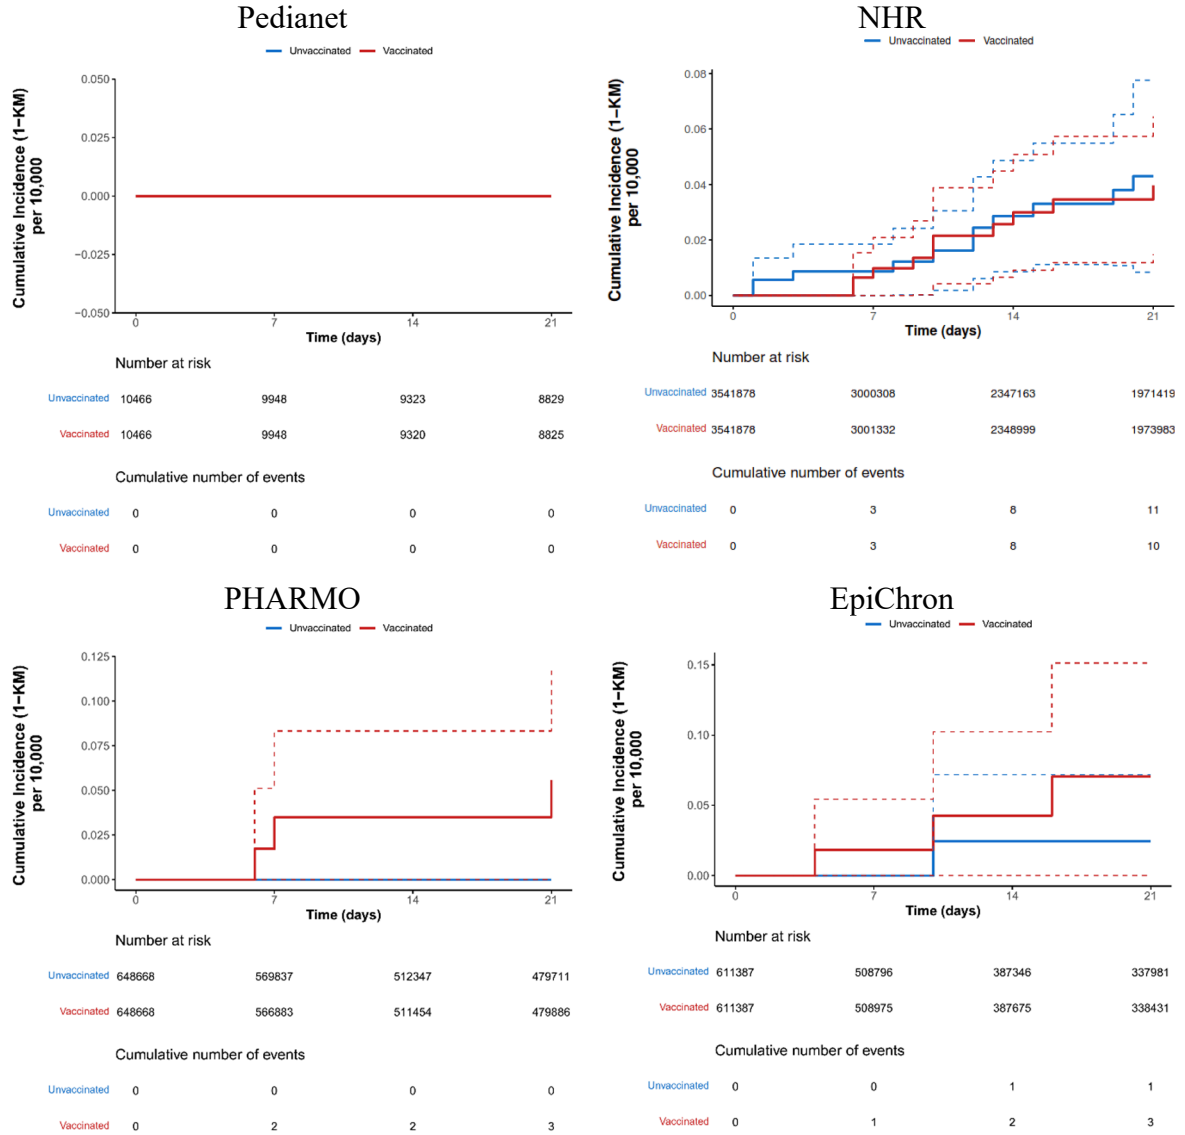 Pedianet
Unvaccinated Vaccinated
Cumulative Incidence (1−KM)
per 10,000
0.050
0.025
0.000
−0.025
−0.050
0 7 14 21
Time (days)
Number at risk
Unvaccinated 10466 9948 9323 8829
Vaccinated 10466 9948 9320 8825
Cumulative number of events
Unvaccinated 0 0 0 0
Vaccinated 0 0 0 0
NHR
Unvaccinated Vaccinated
Cumulative Incidence (1−KM)
per 10,000
0.08
0.06
0.04
0.02
0.00
0 7 14 21
Time (days)
Number at risk
Unvaccinated 3541878 3000308 2347163 1971419
Vaccinated 3541878 3001332 2348999 1973983
Cumulative number of events
Unvaccinated 0 3 8 11
Vaccinated 0 3 8 10
PHARMO
Unvaccinated Vaccinated
Cumulative Incidence (1−KM)
per 10,000
0.125
0.100
0.075
0.050
0.025
0.000
0 7 14 21
Time (days)
Number at risk
Unvaccinated 648668 569837 512347 479711
Vaccinated 648668 566883 511454 479886
Cumulative number of events
Unvaccinated 0 0 0 0
Vaccinated 0 2 2 3
EpiChron
Unvaccinated Vaccinated
Cumulative Incidence (1−KM)
per 10,000
0.15
0.10
0.05
0.00
0 7 14 21
Time (days)
Number at risk
Unvaccinated 611387 508796 387346 337981
Vaccinated 611387 508975 387675 338431
Cumulative number of events
Unvaccinated 0 0 1 1
Vaccinated 0 1 2 3